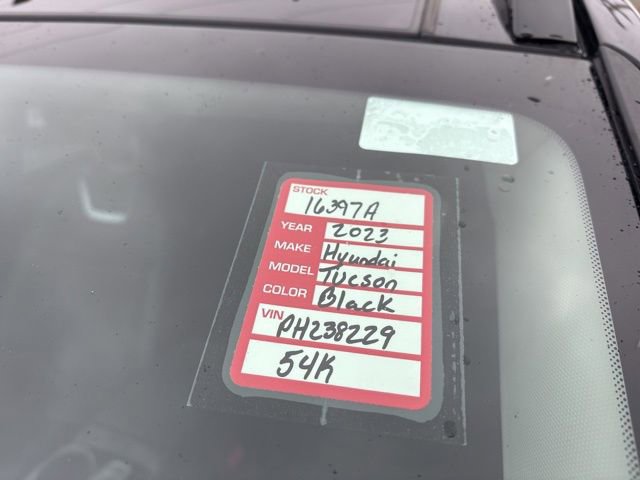 STOCK
16397A
YEAR 2023
MAKE Hyundai
MODEL Tucson
COLOR Black
VIN PH238229
54K